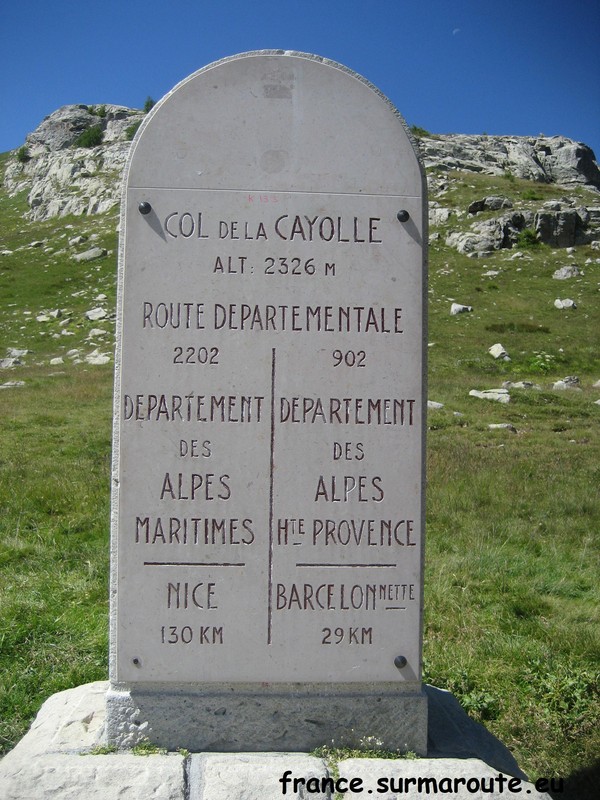 COL DE LA CAYOLLE
ALT: 2326 M
ROUTE DEPARTEMENTALE
2202
902
DEPARTEMENT
DES
ALPES
MARITIMES
NICE
130 KM
DEPARTEMENT
DES
ALPES
HTE PROVENCE
BARCELONNETTE
29 KM
france.surmaroute.eu